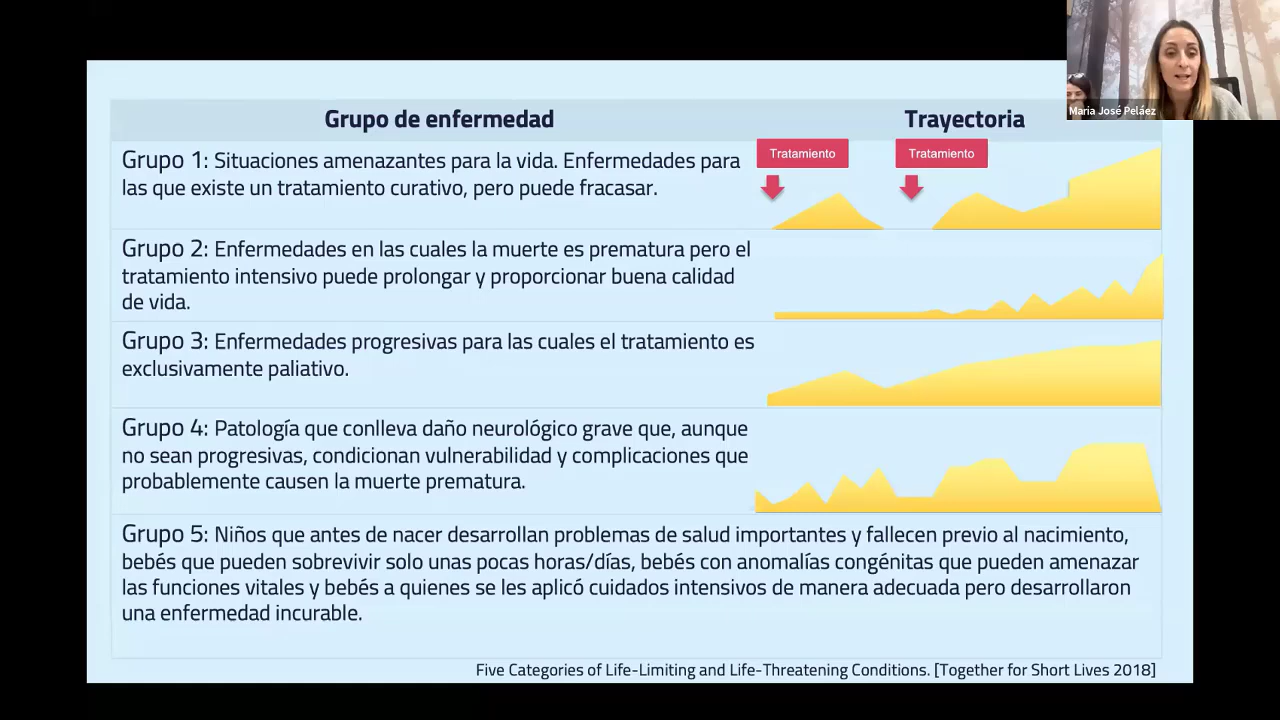 Maria José Peláez
Grupo de enfermedad
Trayectoria
Grupo 1: Situaciones amenazantes para la vida. Enfermedades para
las que existe un tratamiento curativo, pero puede fracasar.
Tratamiento
Tratamiento
Grupo 2: Enfermedades en las cuales la muerte es prematura pero el
tratamiento intensivo puede prolongar y proporcionar buena calidad
de vida.
Grupo 3: Enfermedades progresivas para las cuales el tratamiento es
exclusivamente paliativo.
Grupo 4: Patología que conlleva daño neurológico grave que, aunque
no sean progresivas, condicionan vulnerabilidad y complicaciones que
probablemente causen la muerte prematura.
Grupo 5: Niños que antes de nacer desarrollan problemas de salud importantes y fallecen previo al nacimiento,
bebés que pueden sobrevivir solo unas pocas horas/días, bebés con anomalías congénitas que pueden amenazar
las funciones vitales y bebés a quienes se les aplicó cuidados intensivos de manera adecuada pero desarrollaron
una enfermedad incurable.
Five Categories of Life-Limiting and Life-Threatening Conditions. [Together for Short Lives 2018]